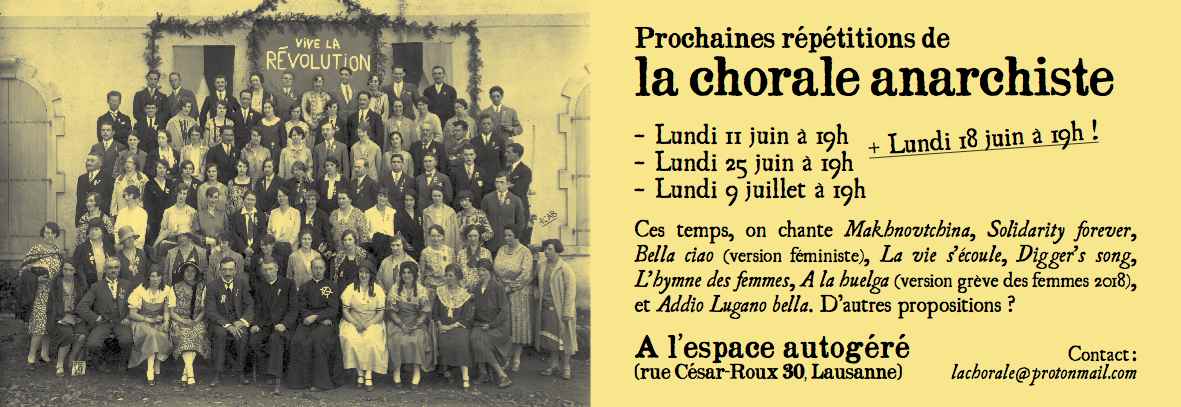 VIVE LA
RÉVOLUTION
Prochaines répétitions de
la chorale anarchiste
– Lundi 11 juin à 19h
+ Lundi 18 juin à 19h !
– Lundi 25 juin à 19h
– Lundi 9 juillet à 19h
Ces temps, on chante Makhnovtchina, Solidarity forever,
Bella ciao (version féministe), La vie s'écoule, Digger's song,
L'hymne des femmes, A la huelga (version grève des femmes 2018),
et Addio Lugano bella. D'autres propositions ?
A l'espace autogéré
(rue César-Roux 30, Lausanne)
Contact :
lachorale@protonmail.com